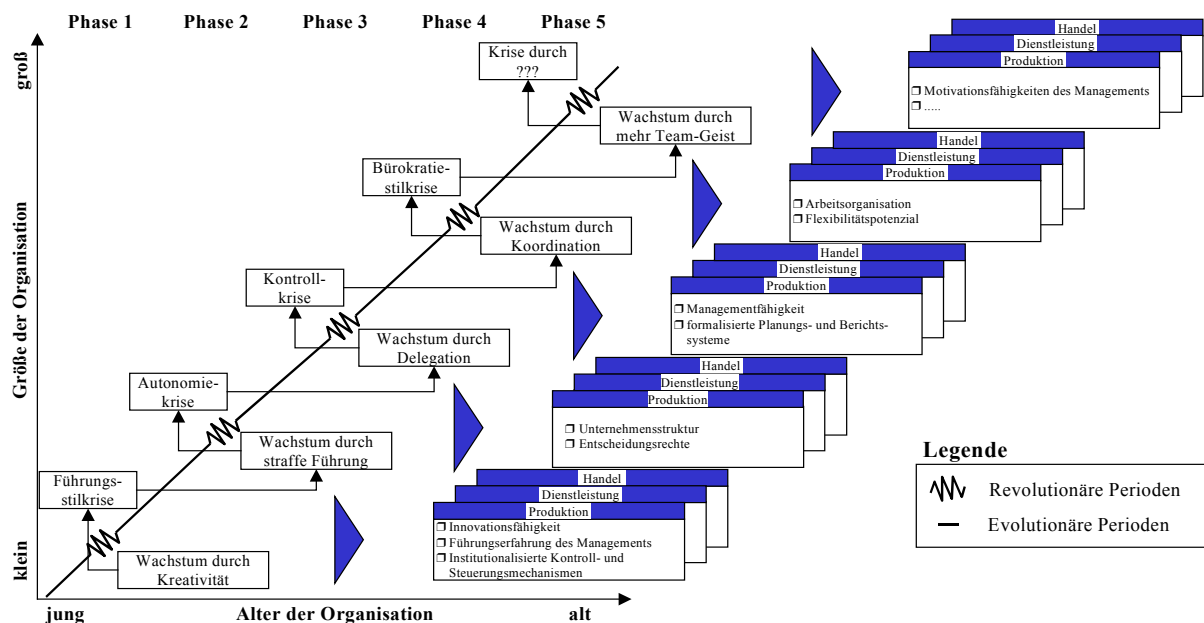 Phase 1
Phase 2
Phase 3
Phase 4
Phase 5
groß
Größe der Organisation
klein
jung
Alter der Organisation
alt
Krise durch
???
Wachstum durch
mehr Team-Geist
Bürokratie-
stilkrise
Wachstum durch
Koordination
Kontroll-
krise
Wachstum durch
Delegation
Autonomie-
krise
Wachstum durch
straffe Führung
Führungs-
stilkrise
Wachstum durch
Kreativität
Handel
Dienstleistung
Produktion
❐ Motivationsfähigkeiten des Managements
❐ .....
Handel
Dienstleistung
Produktion
❐ Arbeitsorganisation
❐ Flexibilitätspotenzial
Handel
Dienstleistung
Produktion
❐ Managementfähigkeit
❐ formalisierte Planungs- und Berichts-
systeme
Handel
Dienstleistung
Produktion
❐ Unternehmensstruktur
❐ Entscheidungsrechte
Handel
Dienstleistung
Produktion
❐ Innovationsfähigkeit
❐ Führungserfahrung des Managements
❐ Institutionalisierte Kontroll- und
Steuerungsmechanismen
Legende
Revolutionäre Perioden
Evolutionäre Perioden